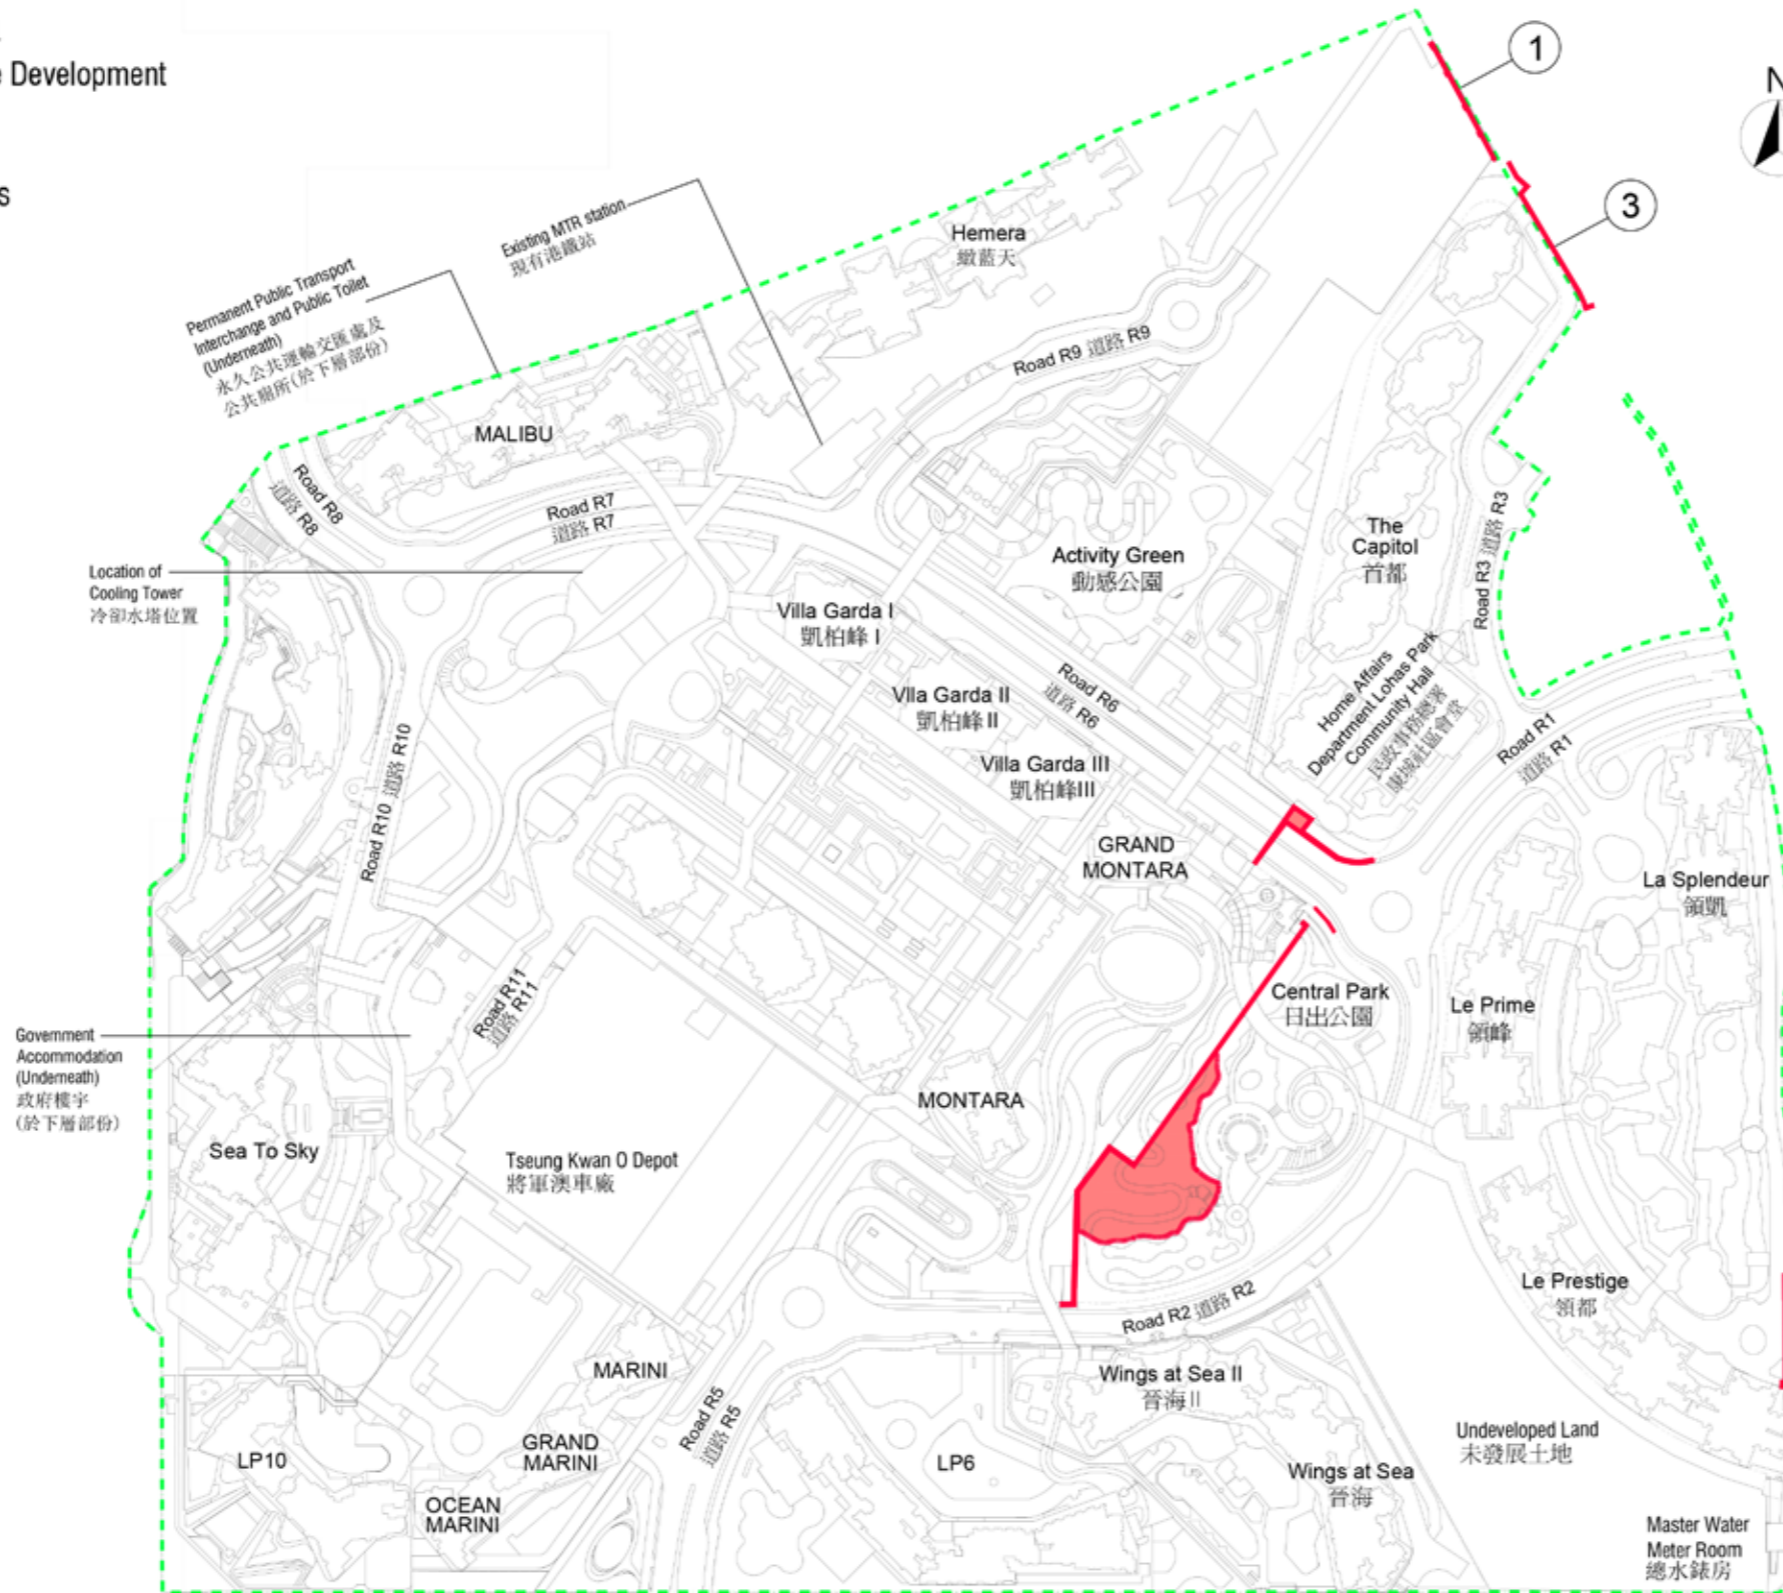 e Development
s
N
1
3
Existing MTR station
現有港鐵站
Permanent Public Transport
Interchange and Public Toilet
(Underneath)
永久公共運輸交匯處及
公共廁所(於下層部份)
Hemera
緻藍天
MALIBU
Road R9 道路 R9
Road R8
道路 R8
Road R7
道路 R7
Location of
Cooling Tower
冷卻水塔位置
Activity Green
動感公園
The
Capitol
首都
Road R3 道路 R3
Villa Garda I
凱柏峰 I
Vlla Garda II
凱柏峰 II
Villa Garda III
凱柏峰III
Road R6
道路 R6
Home Affairs
Department Lohas Park
Community Hall
民政事務總署
康城社區會堂
Road R1
道路 R1
Road R10 道路 R10
GRAND
MONTARA
La Splendeur
領凱
Road R11
道路 R11
Central Park
日出公園
Le Prime
領峰
Government
Accommodation
(Underneath)
政府樓宇
(於下層部份)
MONTARA
Sea To Sky
Tseung Kwan O Depot
將軍澳車廠
Le Prestige
領都
Road R2 道路 R2
MARINI
Wings at Sea II
晉海 II
Road R5
道路 R5
GRAND
MARINI
LP10
LP6
Undeveloped Land
未發展土地
Wings at Sea
晉海
OCEAN
MARINI
Master Water
Meter Room
總水錶房